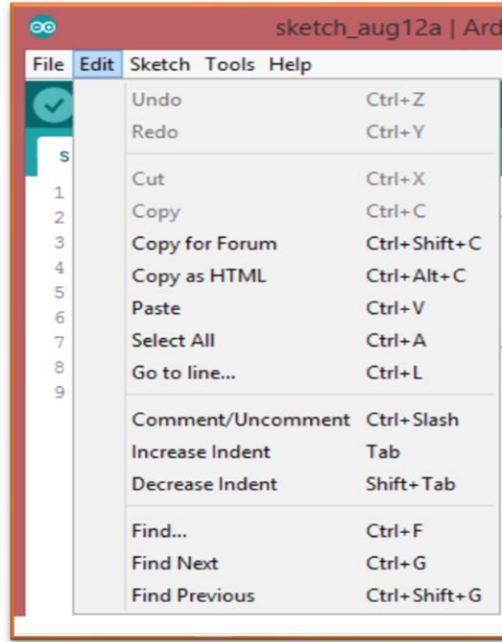 sketch_aug12a | Ard
File Edit Sketch Tools Help
Undo Ctrl+Z
Redo Ctrl+Y
s
Cut Ctrl+X
1
Copy Ctrl+C
2
Copy for Forum Ctrl+Shift+C
3
Copy as HTML Ctrl+Alt+C
4
5
Paste Ctrl+V
6
Select All Ctrl+A
7
Go to line... Ctrl+L
8
9
Comment/Uncomment Ctrl+Slash
Increase Indent Tab
Decrease Indent Shift+Tab
Find... Ctrl+F
Find Next Ctrl+G
Find Previous Ctrl+Shift+G